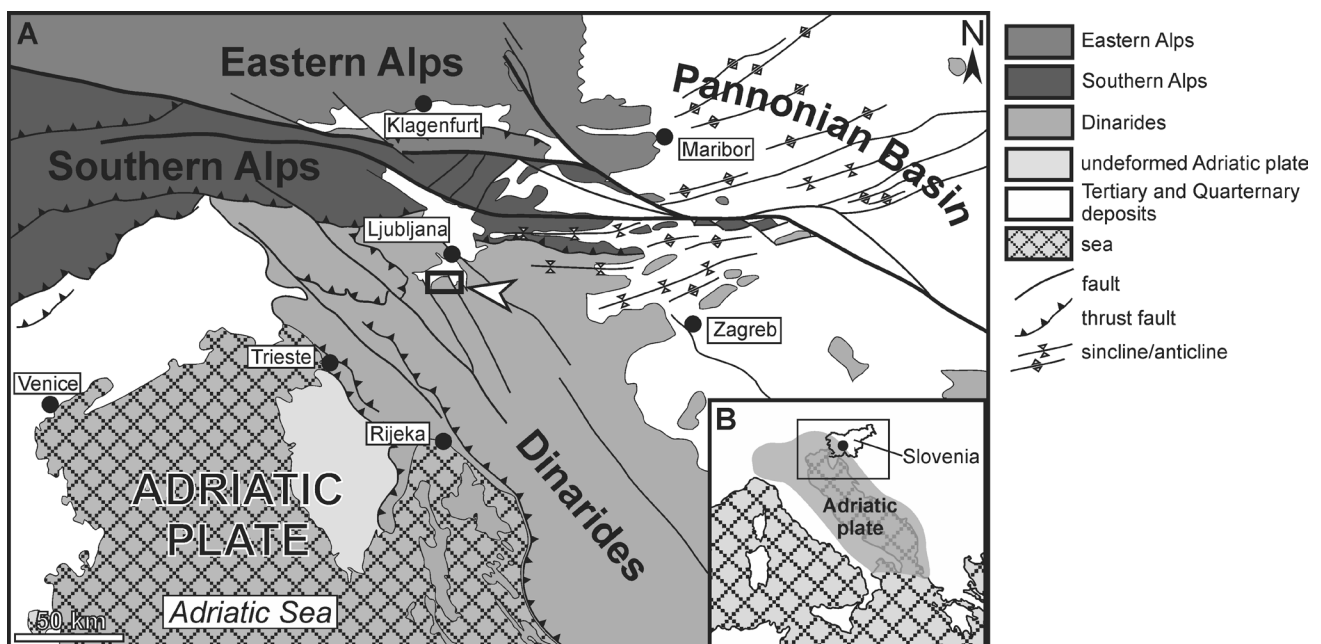 A
N
Eastern Alps
Pannonian Basin
Klagenfurt
Maribor
Southern Alps
Ljubljana
Zagreb
Trieste
Venice
Rijeka
Dinarides
ADRIATIC
PLATE
Adriatic Sea
50 km
B
Slovenia
Adriatic
plate
Eastern Alps
Southern Alps
Dinarides
undeformed Adriatic plate
Tertiary and Quarternary
deposits
sea
fault
thrust fault
sincline/anticline